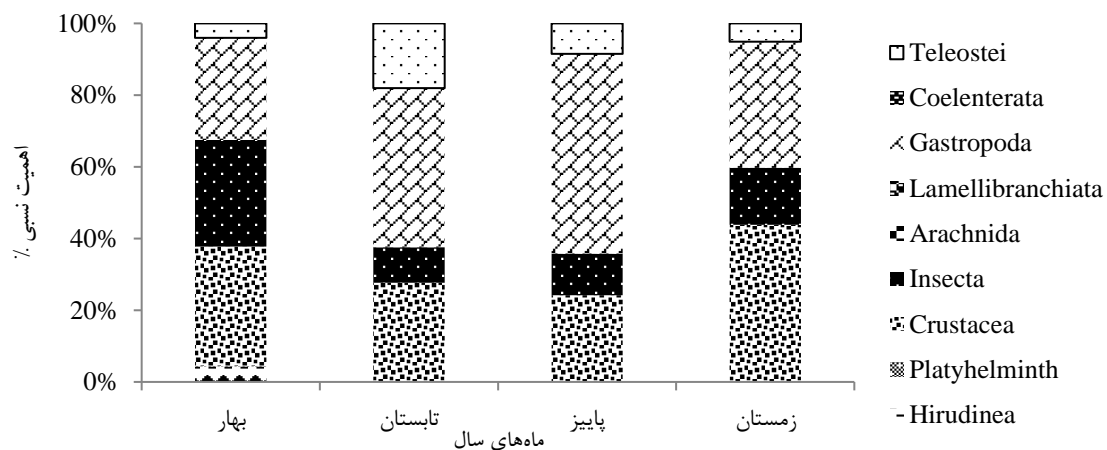 100%
80%
60%
40%
20%
0%
اهمیت نسبی %
بهار
تابستان
پاییز
زمستان
ماه‌های سال
Teleostei
Coelenterata
Gastropoda
Lamellibranchiata
Arachnida
Insecta
Crustacea
Platyhelminth
Hirudinea